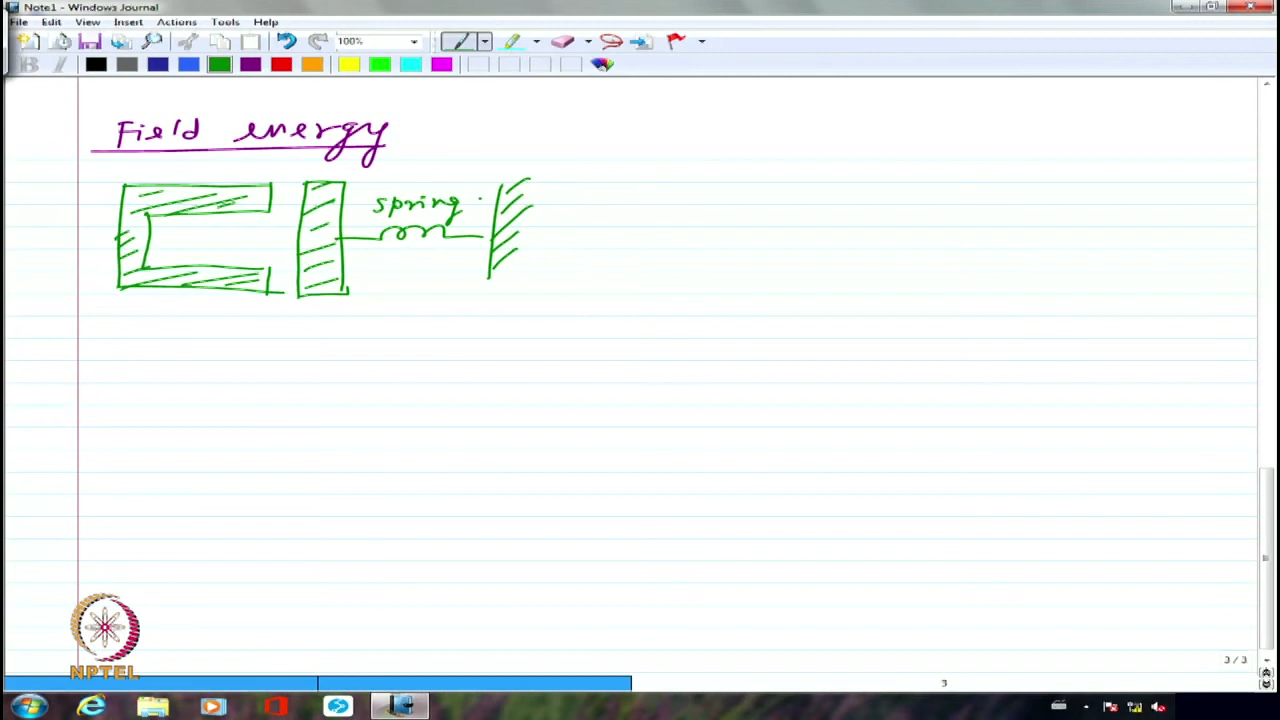 Note1 - Windows Journal
File Edit View Insert Actions Tools Help
100%
Field energy
spring
NPTEL
3 / 3
3